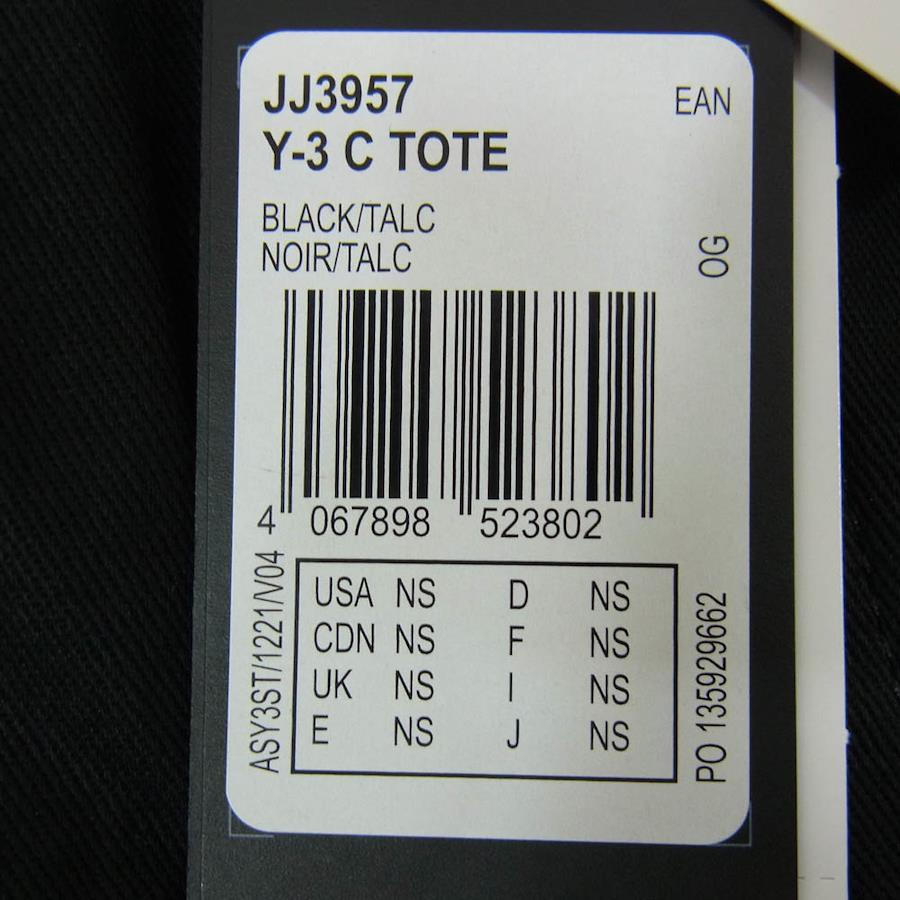 JJ3957
EAN
Y-3 C TOTE
BLACK/TALC
NOIR/TALC
OG
4 067898 523802
ASY3ST/1221/V04
USA NS D NS
CDN NS F NS
UK NS I NS
E NS J NS
PO 135929662